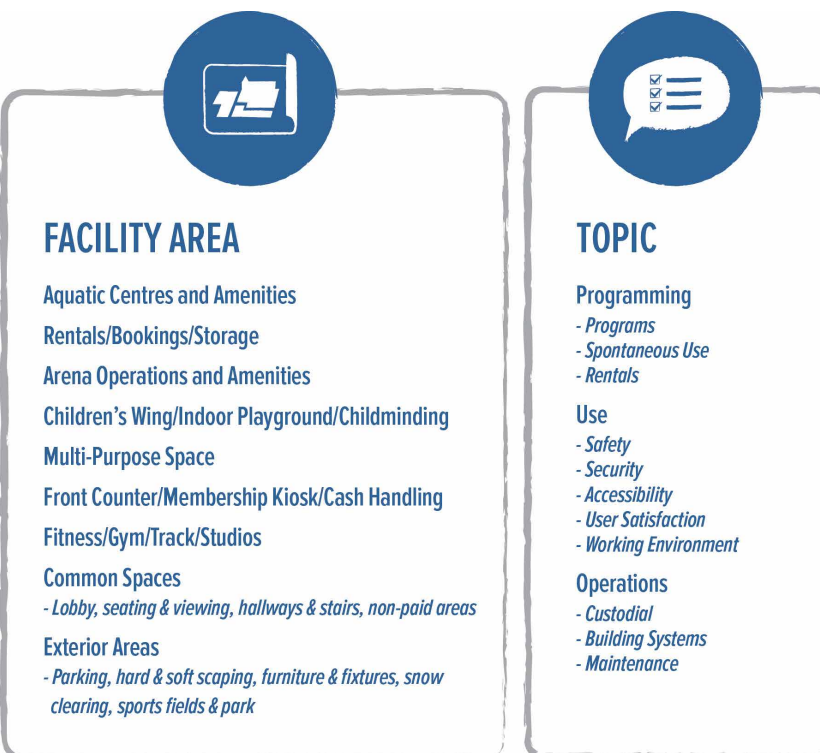 FACILITY AREA
Aquatic Centres and Amenities
Rentals/Bookings/Storage
Arena Operations and Amenities
Children's Wing/Indoor Playground/Childminding
Multi-Purpose Space
Front Counter/Membership Kiosk/Cash Handling
Fitness/Gym/Track/Studios
Common Spaces
- Lobby, seating & viewing, hallways & stairs, non-paid areas
Exterior Areas
- Parking, hard & soft scaping, furniture & fixtures, snow
clearing, sports fields & park
TOPIC
Programming
- Programs
- Spontaneous Use
- Rentals
Use
- Safety
- Security
- Accessibility
- User Satisfaction
- Working Environment
Operations
- Custodial
- Building Systems
- Maintenance